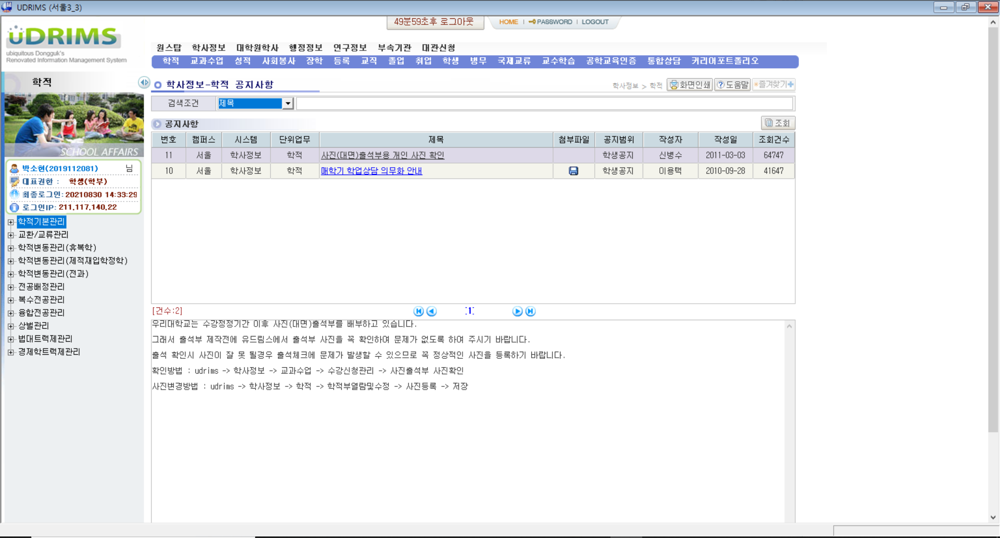 UDRIMS (서울3_3)
49분59초후 로그아웃
HOME | PASSWORD | LOGOUT
üDRIMS
ubiquitous Dongguk's
Renovated Information Management System
원스탑 학사정보 대학원학사 행정정보 연구정보 부속기관 대관신청
학적 교과수업 성적 사회봉사 장학 등록 교직 졸업 취업 학생 병무 국제교류 교수학습 공학교육인증 통합상담 커리어포트폴리오
학적
학사정보-학적 공지사항
학사정보 > 학적 화면인쇄 도움말 *즐겨찾기+
검색조건 제목
공지사항
조회
번호 캠퍼스 시스템 단위업무 제목 첨부파일 공지범위 작성자 작성일 조회건수
11 서울 학사정보 학적 사진(대면)출석부용 개인 사진 확인 학생공지 신병수 2011-03-03 64747
10 서울 학사정보 학적 매학기 학업상담 의무화 안내 학생공지 이용택 2010-09-28 41647
SCHOOL AFFAIRS
박소현(2019112081) 님
대표권한 : 학생(학부)
최종로그인: 20210830 14:33:29
로그인IP: 211.117.140.22
학적기본관리
교환/교류관리
학적변동관리(휴복학)
학적변동관리(제적재입학정학)
학적변동관리(전과)
전공배정관리
복수전공관리
융합전공관리
상벌관리
법대트랙제관리
경제학트랙제관리
[건수:2]
[1]
우리대학교는 수강정정기간 이후 사진(대면)출석부를 배부하고 있습니다.
그래서 출석부 제작전에 유드림스에서 출석부 사진을 꼭 확인하여 문제가 없도록 하여 주시기 바랍니다.
출석 확인시 사진이 잘 못 될경우 출석체크에 문제가 발생할 수 있으므로 꼭 정상적인 사진을 등록하기 바랍니다.
확인방법 : udrims -> 학사정보 -> 교과수업 -> 수강신청관리 -> 사진출석부 사진확인
사진변경방법 : udrims -> 학사정보 -> 학적 -> 학적부열람및수정 -> 사진등록 -> 저장